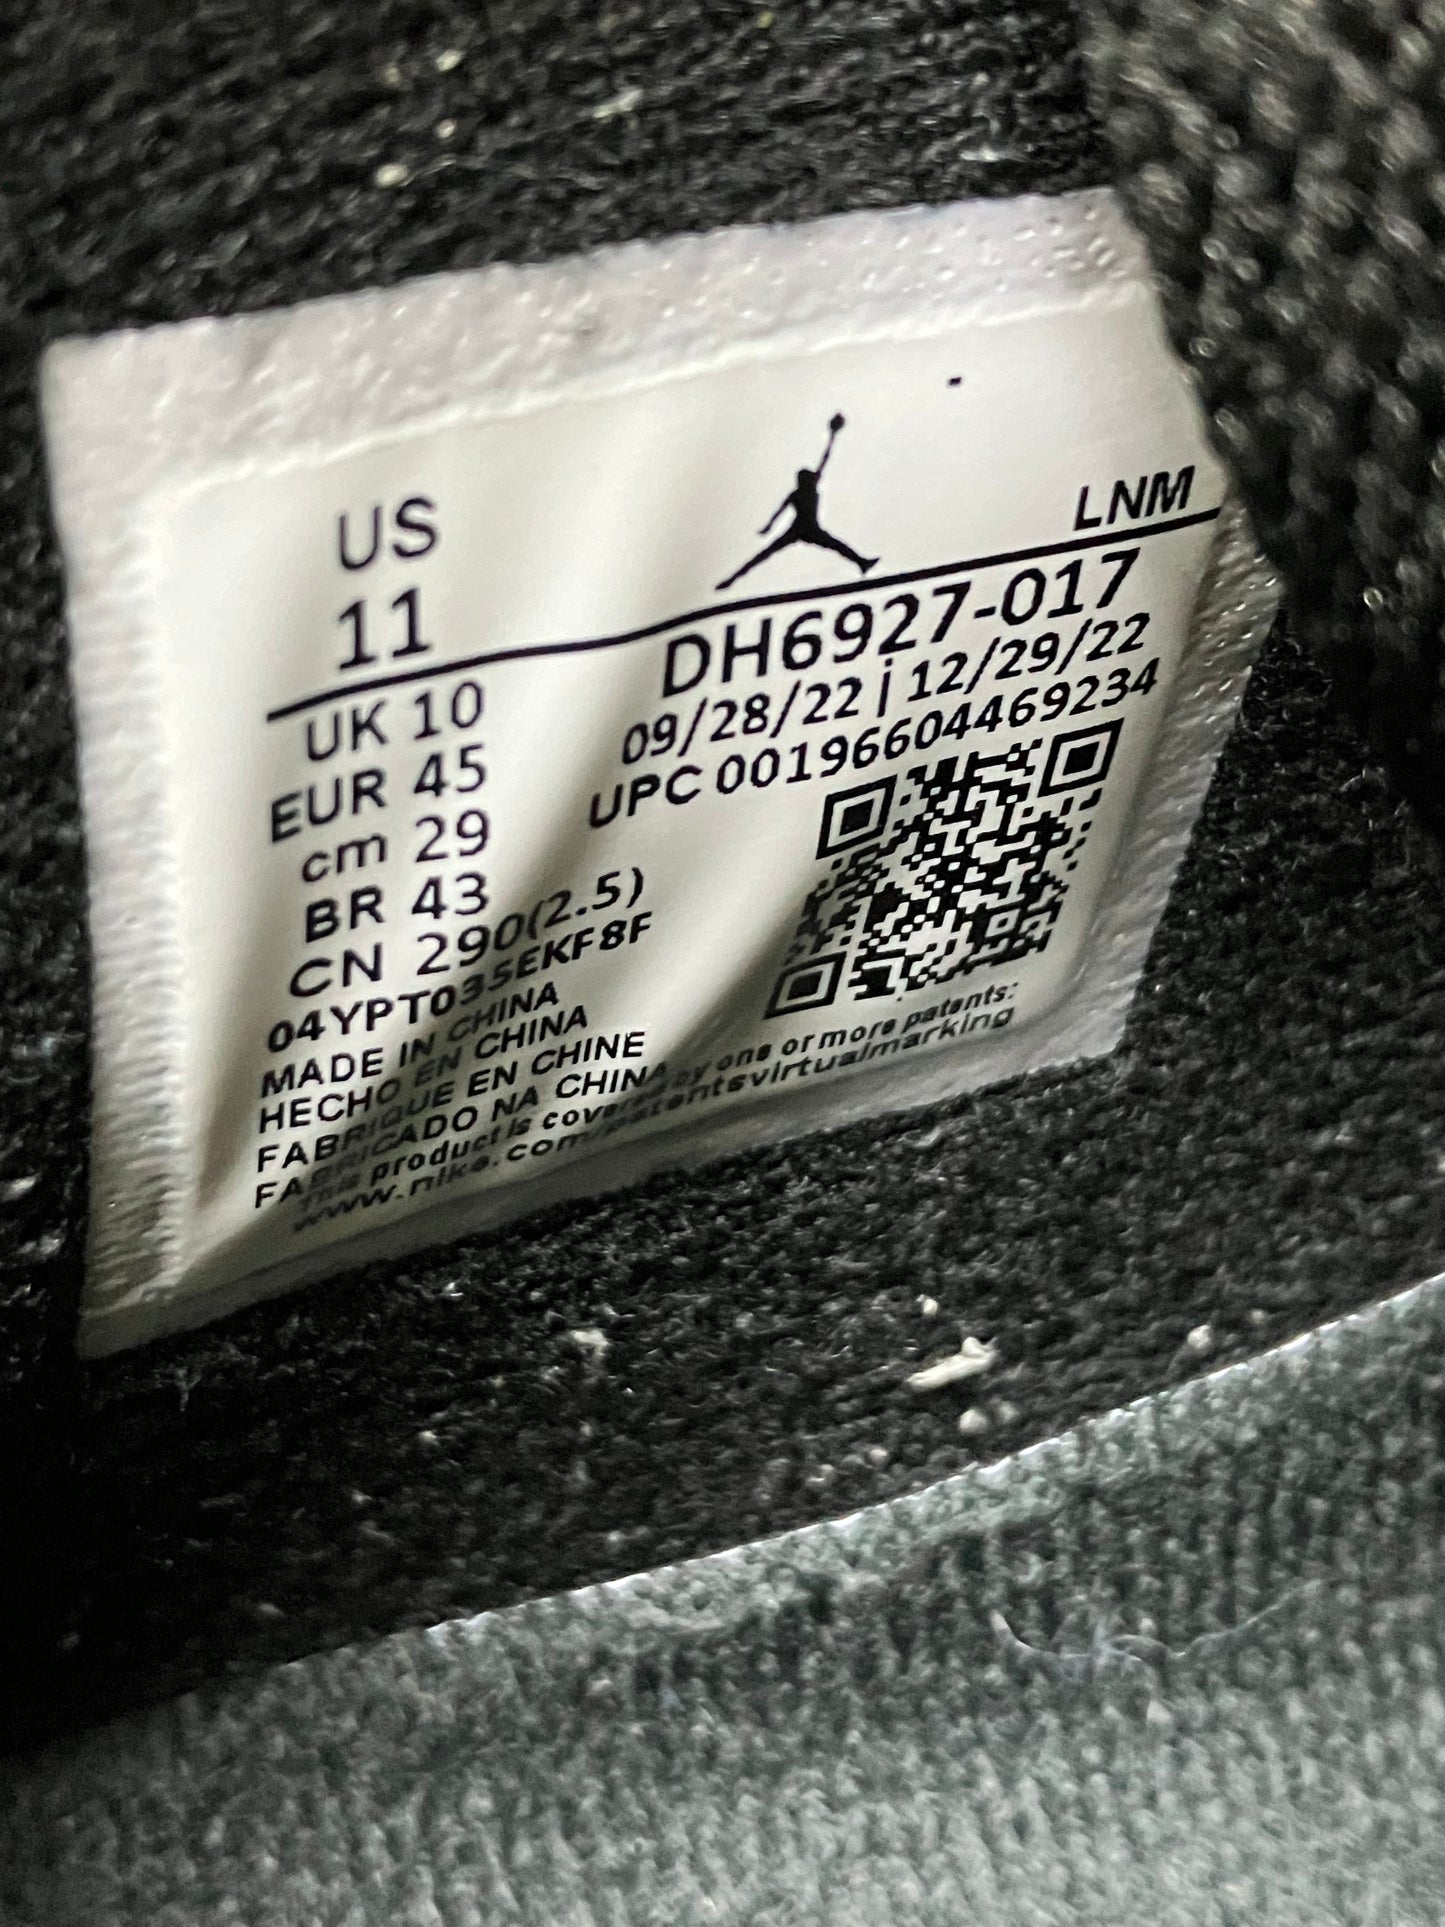 US
11
LNM
UK 10
EUR 45
cm 29
BR 43
CN 290(2.5)
04YPT035EKF8F
MADE IN CHINA
HECHO EN CHINA
FABRIQUE EN CHINE
FABRICADO NA CHINA
DH6927-017
09/28/22 | 12/29/22
UPC 00196604469234
This product is covered by one or more patents:
www.nike.com/patentsvirtualmarking